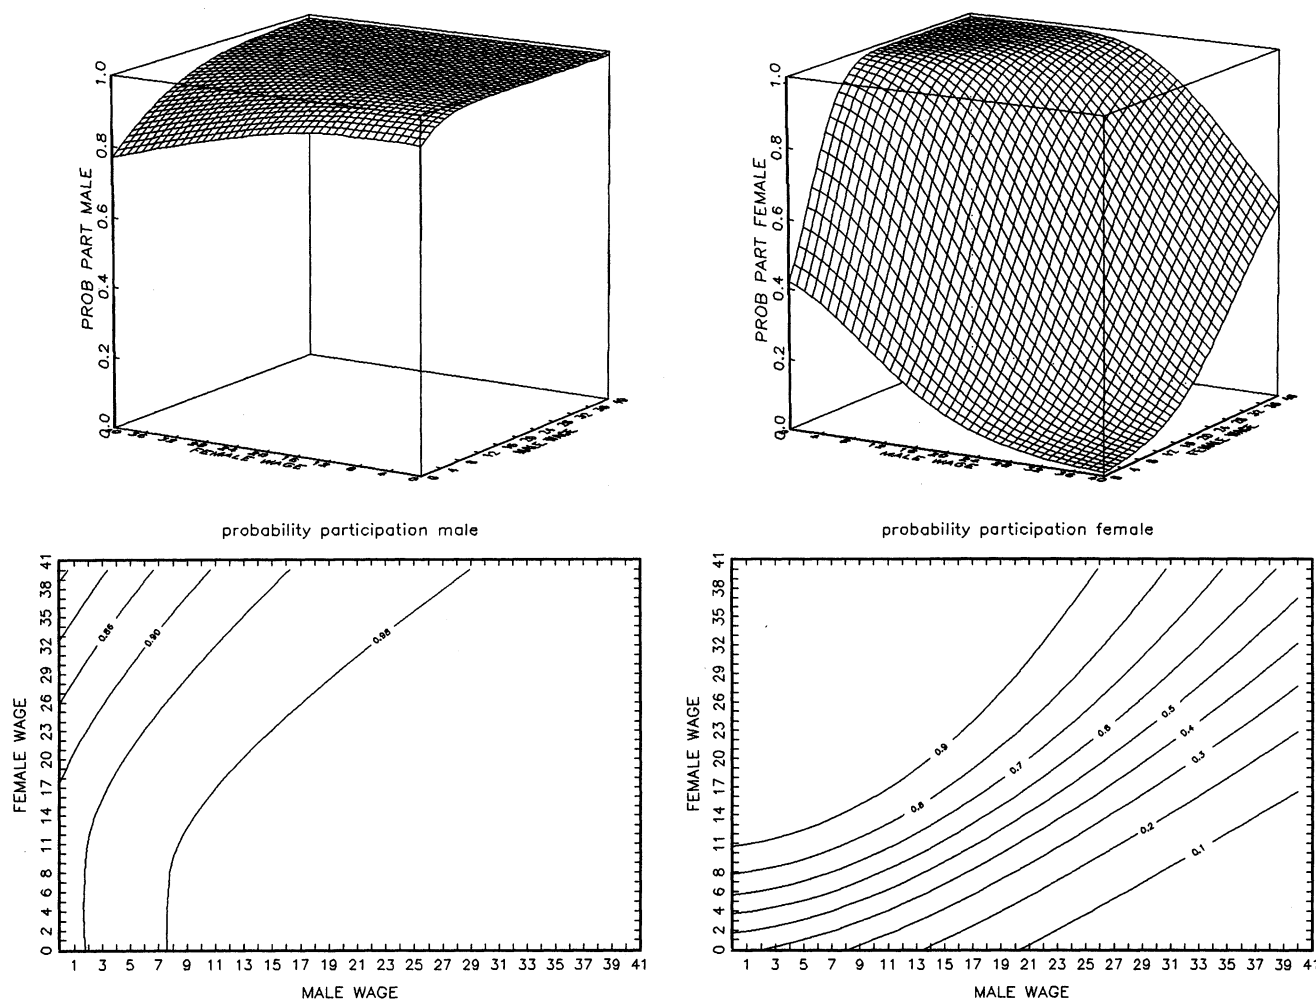 PROB PART MALE
0.0 0.2 0.4 0.6 0.8 1.0
FEMALE WAGE
MALE WAGE
PROB PART FEMALE
0.0 0.2 0.4 0.6 0.8 1.0
MALE WAGE
FEMALE WAGE
probability participation male
FEMALE WAGE
0 2 4 6 8 11 14 17 20 23 26 29 32 35 38 41
0.85
0.90
0.98
1 3 5 7 9 11 13 15 17 19 21 23 25 27 29 31 33 35 37 39 41
MALE WAGE
probability participation female
FEMALE WAGE
0 2 4 6 8 11 14 17 20 23 26 29 32 35 38 41
0.9
0.8
0.7
0.6
0.5
0.4
0.3
0.2
0.1
1 3 5 7 9 11 13 15 17 19 21 23 25 27 29 31 33 35 37 39 41
MALE WAGE